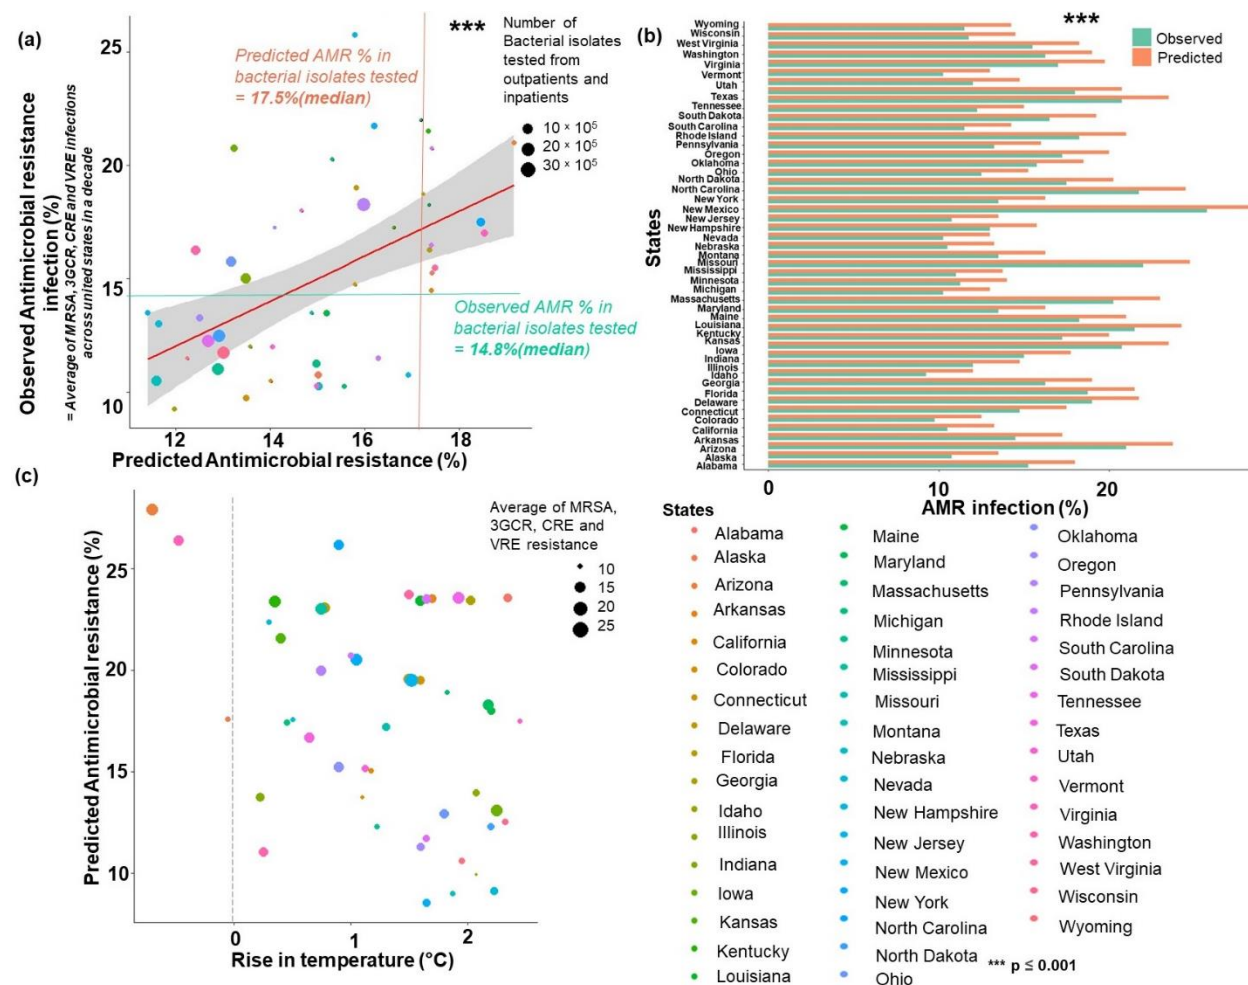 (a)
Observed Antimicrobial resistance
infection (%)
= Average of MRSA, 3GCR, CRE and VRE infections
across united states in a decade
25
20
15
10
Predicted AMR % in
bacterial isolates tested
= 17.5%(median)
***
Number of
Bacterial isolates
tested from
outpatients and
inpatients
10 × 10⁵
20 × 10⁵
30 × 10⁵
Observed AMR % in
bacterial isolates tested
= 14.8%(median)
12
14
16
18
Predicted Antimicrobial resistance (%)
(b)
States
***
Observed
Predicted
Wyoming
Wisconsin
West Virginia
Washington
Virginia
Vermont
Utah
Texas
Tennessee
South Dakota
South Carolina
Rhode Island
Pennsylvania
Oregon
Oklahoma
Ohio
North Dakota
North Carolina
New York
New Mexico
New Jersey
New Hampshire
Nevada
Nebraska
Montana
Missouri
Mississippi
Minnesota
Michigan
Massachusetts
Maryland
Maine
Louisiana
Kentucky
Kansas
Iowa
Indiana
Illinois
Idaho
Georgia
Florida
Delaware
Connecticut
Colorado
California
Arkansas
Arizona
Alaska
Alabama
0
10
20
AMR infection (%)
(c)
Predicted Antimicrobial resistance (%)
25
20
15
10
Average of MRSA,
3GCR, CRE and
VRE resistance
10
15
20
25
0
1
2
Rise in temperature (°C)
States
Alabama
Alaska
Arizona
Arkansas
California
Colorado
Connecticut
Delaware
Florida
Georgia
Idaho
Illinois
Indiana
Iowa
Kansas
Kentucky
Louisiana
Maine
Maryland
Massachusetts
Michigan
Minnesota
Mississippi
Missouri
Montana
Nebraska
Nevada
New Hampshire
New Jersey
New Mexico
New York
North Carolina
North Dakota
Ohio
Oklahoma
Oregon
Pennsylvania
Rhode Island
South Carolina
South Dakota
Tennessee
Texas
Utah
Vermont
Virginia
Washington
West Virginia
Wisconsin
Wyoming
*** p ≤ 0.001